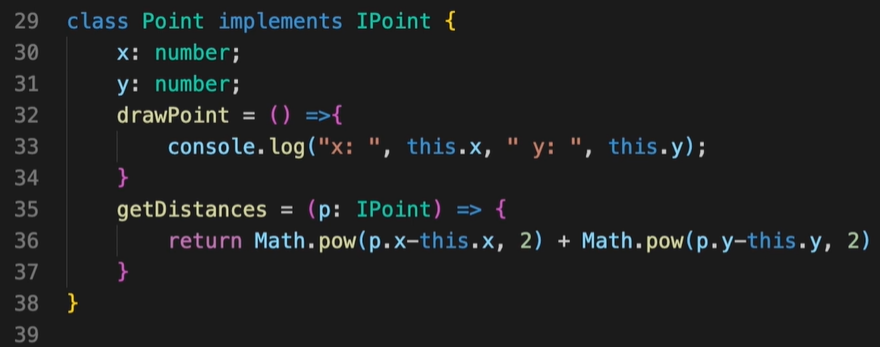 29 class Point implements IPoint {
30 x: number;
31 y: number;
32 drawPoint = () =>{
33 console.log("x: ", this.x, " y: ", this.y);
34 }
35 getDistances = (p: IPoint) => {
36 return Math.pow(p.x-this.x, 2) + Math.pow(p.y-this.y, 2)
37 }
38 }
39